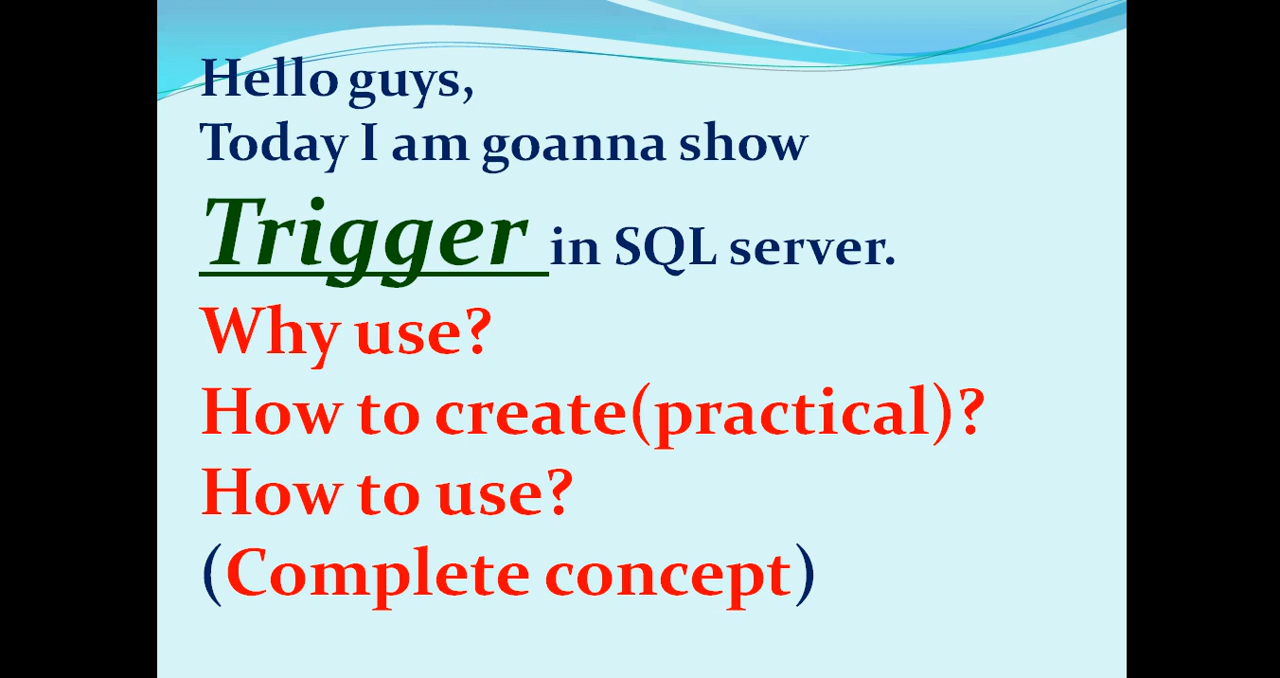 Hello guys,
Today I am goanna show
Trigger in SQL server.
Why use?
How to create(practical)?
How to use?
(Complete concept)